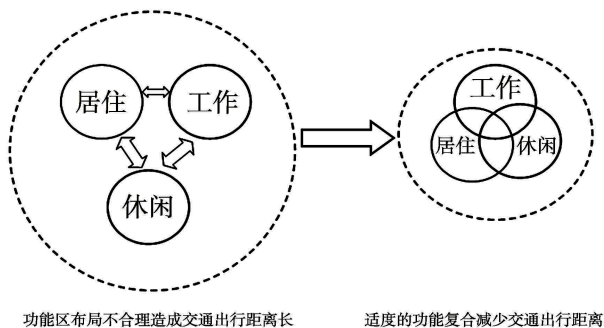 居住
工作
休闲
工作
居住
休闲
功能区布局不合理造成交通出行距离长
适度的功能复合减少交通出行距离